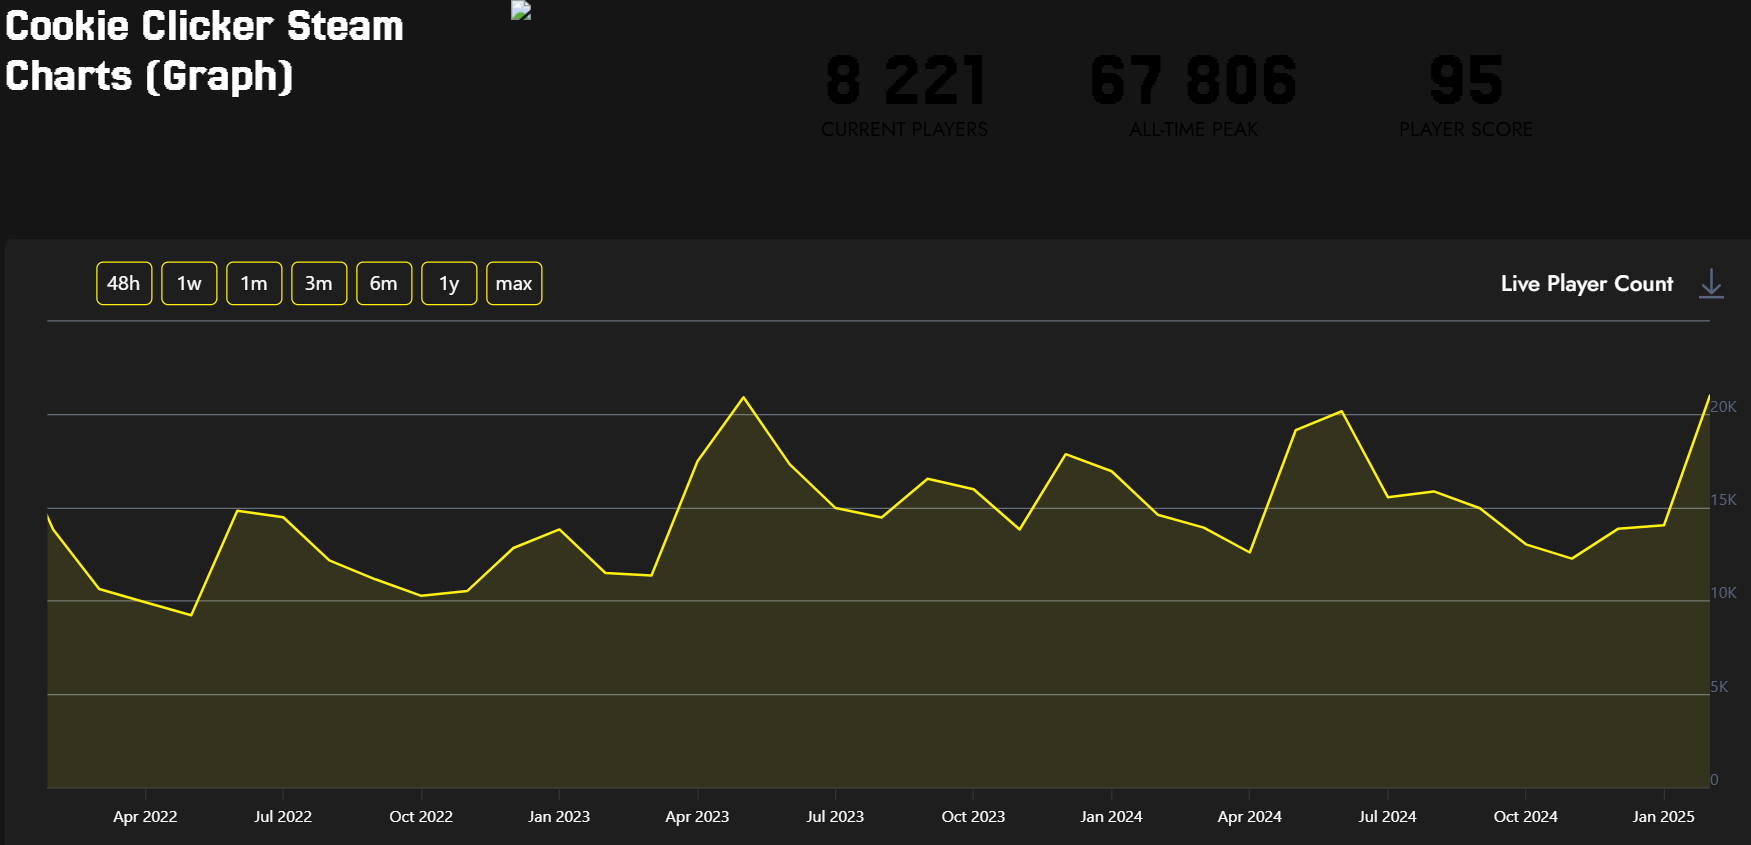 Cookie Clicker Steam
Charts (Graph)
8 221
CURRENT PLAYERS
67 806
ALL-TIME PEAK
95
PLAYER SCORE
48h 1w 1m 3m 6m 1y max
Live Player Count
20K
15K
10K
5K
0
Apr 2022 Jul 2022 Oct 2022 Jan 2023 Apr 2023 Jul 2023 Oct 2023 Jan 2024 Apr 2024 Jul 2024 Oct 2024 Jan 2025